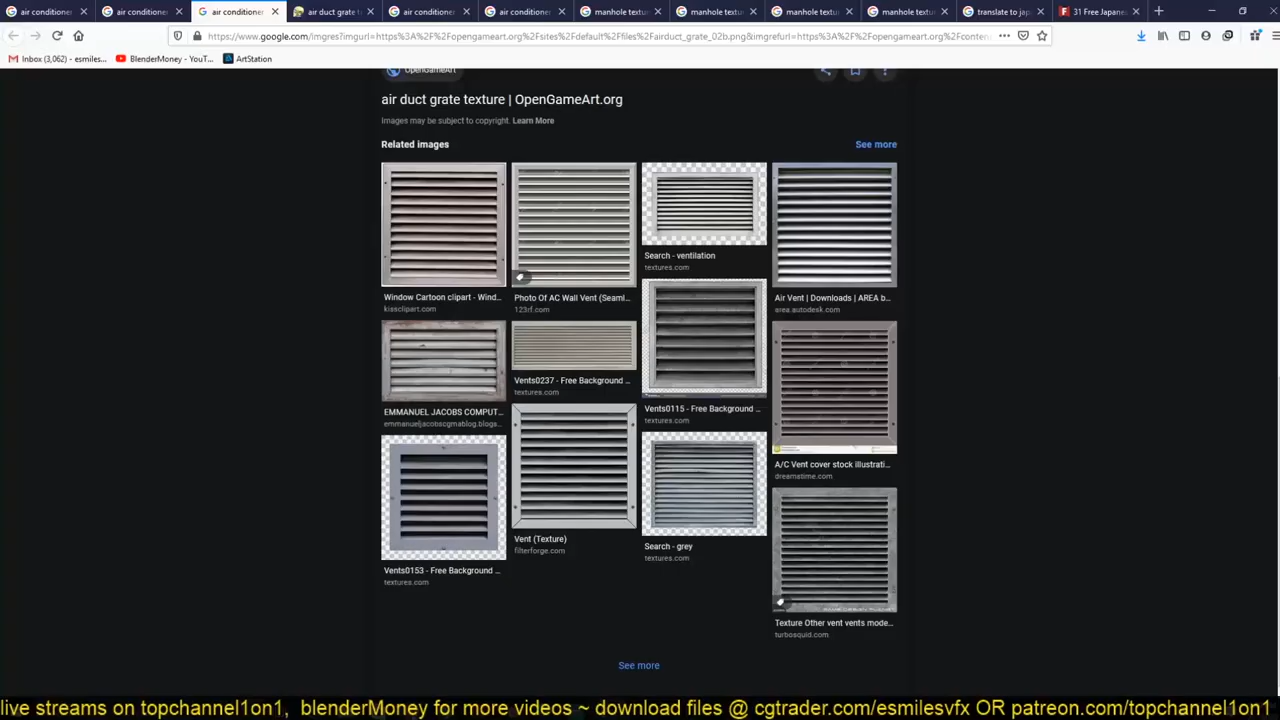 air conditioner
air conditioner
air conditioner
air duct grate te
air conditioner
air conditioner
manhole textu
manhole textu
manhole textu
manhole textu
translate to jap
31 Free Japanes
https://www.google.com/imgres?imgurl=https%3A%2F%2Fopengameart.org%2Fsites%2Fdefault%2Ffiles%2Fairduct_grate_02b.png&imgrefurl=https%3A%2F%2Fopengameart.org%2Fconten
Inbox (3,062) - esmiles...
BlenderMoney - YouT...
ArtStation
OpenGameArt
air duct grate texture | OpenGameArt.org
Images may be subject to copyright. Learn More
Related images
See more
Search - ventilation
textures.com
Window Cartoon clipart - Wind...
kissclipart.com
Photo Of AC Wall Vent (Seaml...
123rf.com
Air Vent | Downloads | AREA b...
area.autodesk.com
Vents0237 - Free Background ...
textures.com
EMMANUEL JACOBS COMPUT...
emmanueljacobscgmablog.blogs...
Vents0115 - Free Background ...
textures.com
A/C Vent cover stock illustrati...
dreamstime.com
Vent (Texture)
filterforge.com
Search - grey
textures.com
Vents0153 - Free Background ...
textures.com
Texture Other vent vents mode...
turbosquid.com
See more
live streams on topchannel1on1, blenderMoney for more videos ~ download files @ cgtrader.com/esmilesvfx OR patreon.com/topchannel1on1